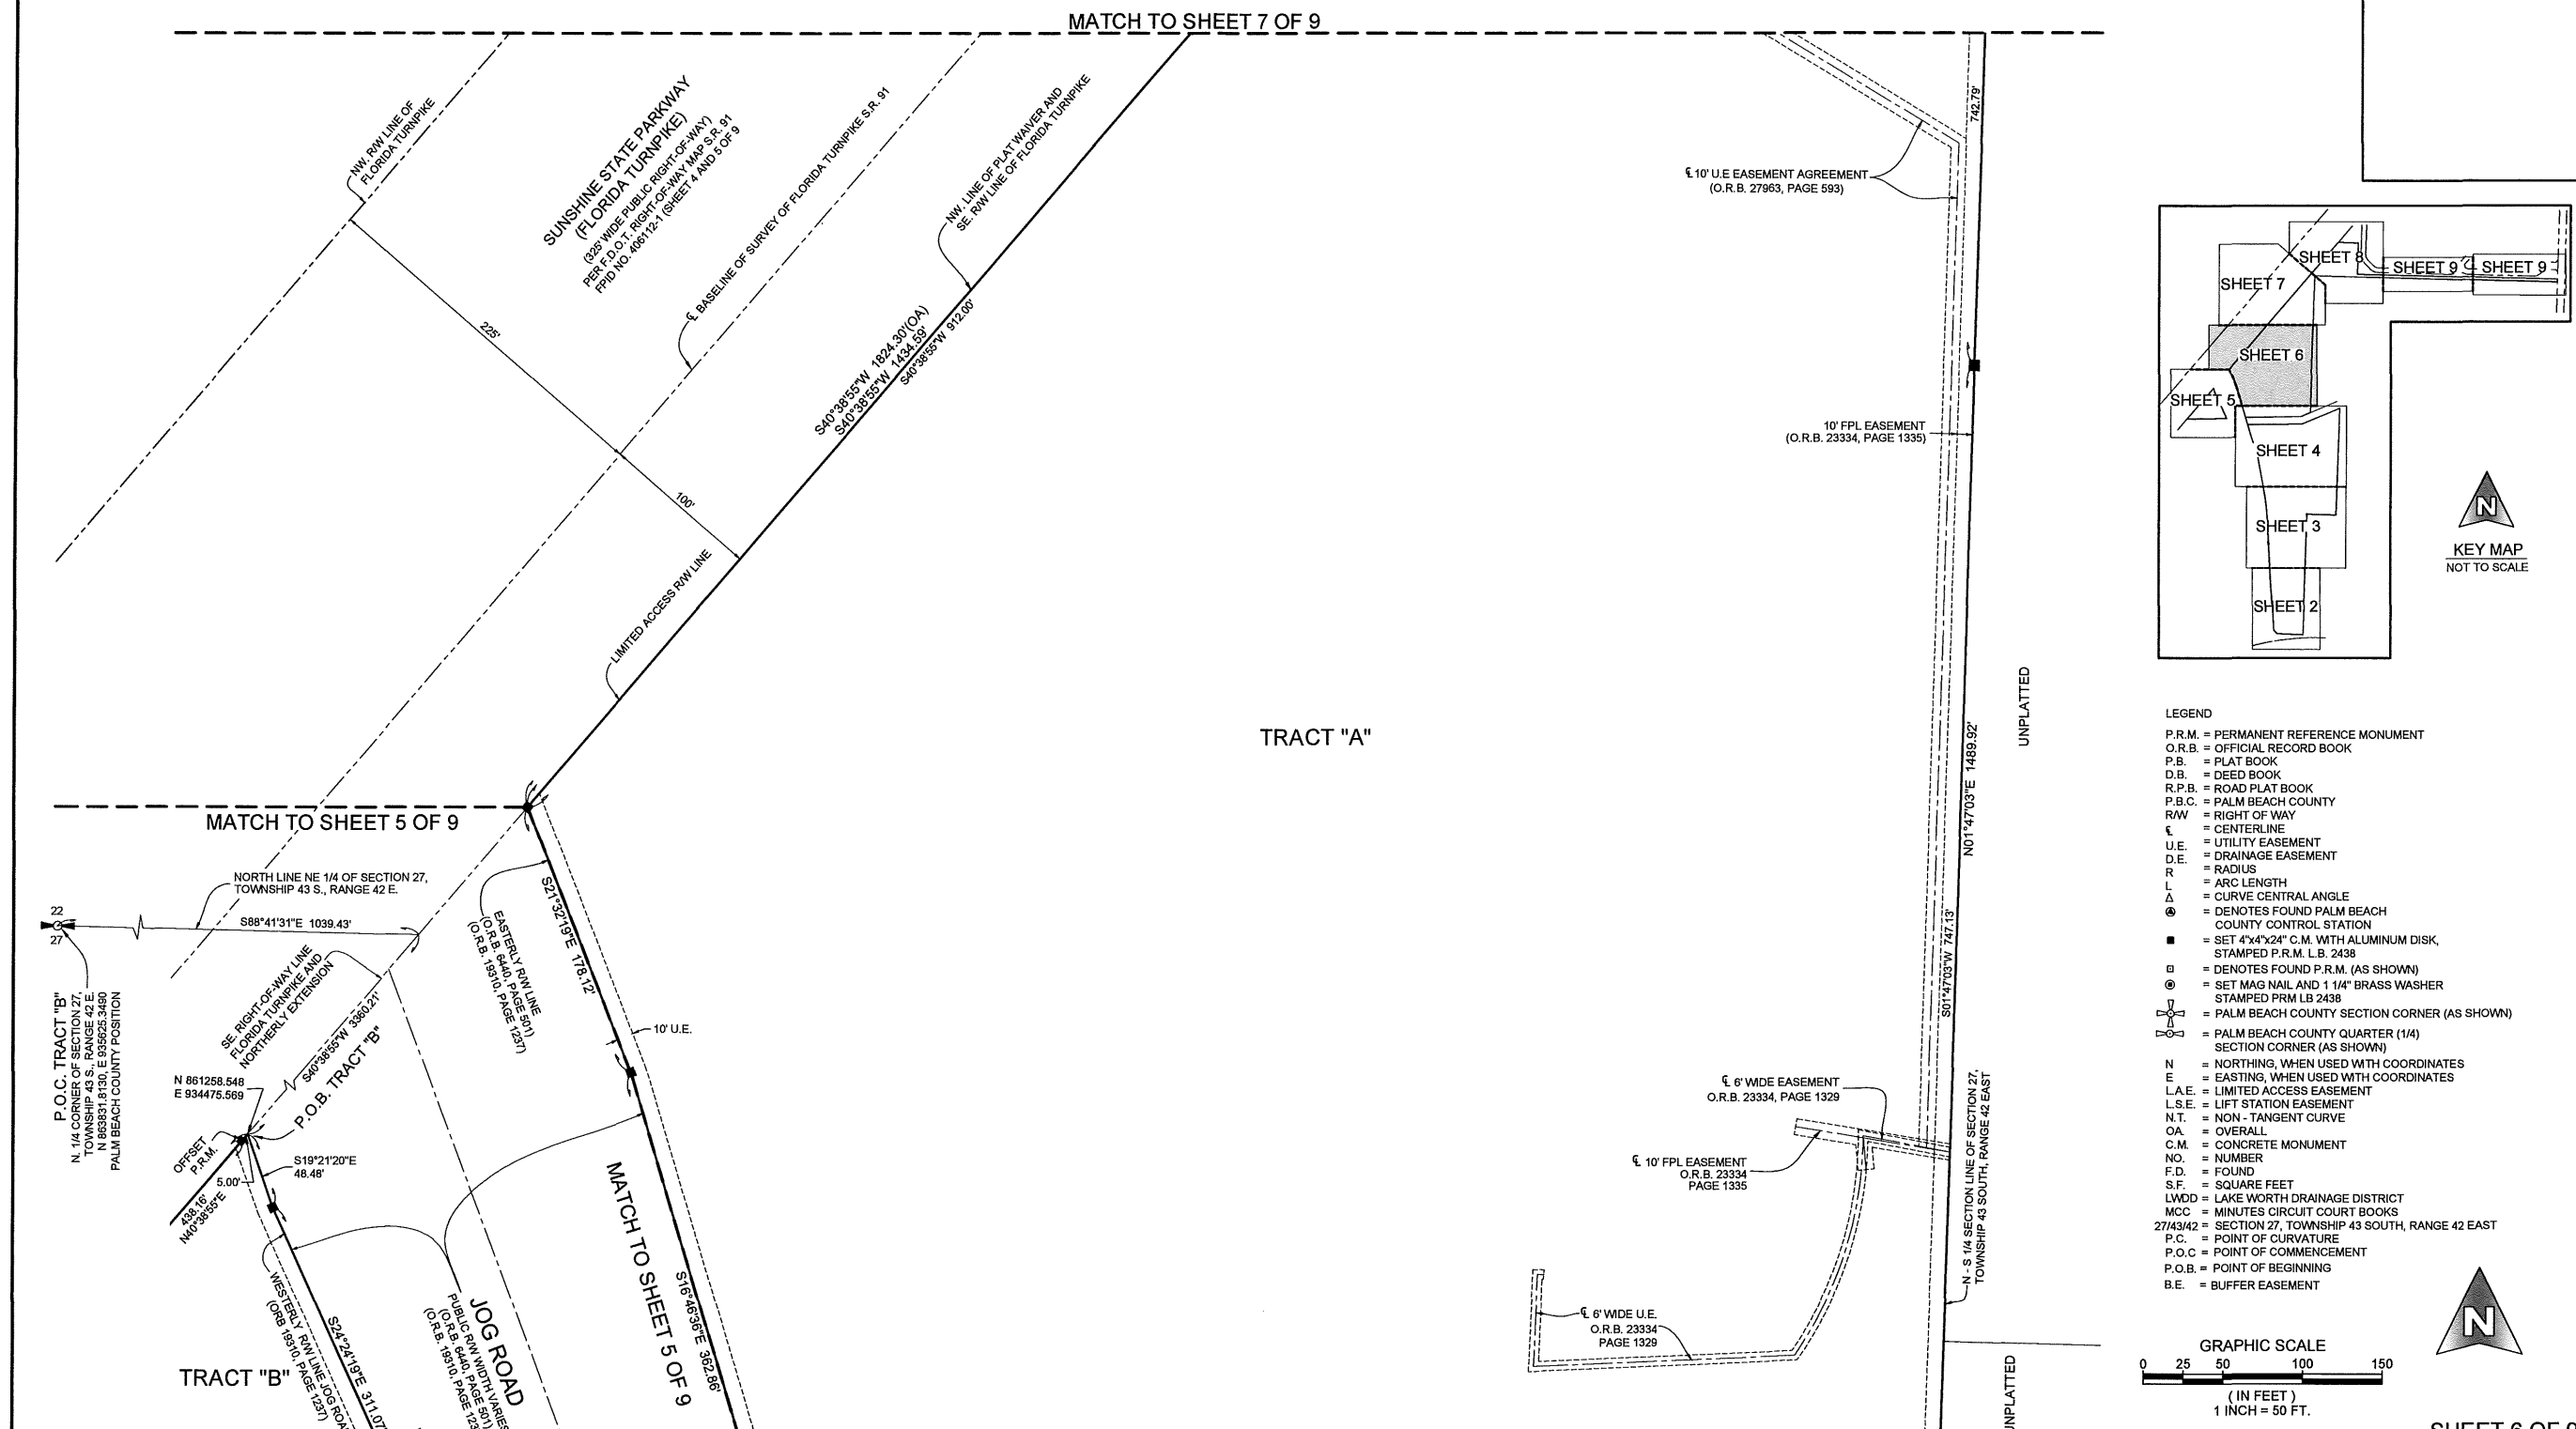 MATCH TO SHEET 7 OF 9
NW. R/W LINE OF
FLORIDA TURNPIKE
SUNSHINE STATE PARKWAY
(FLORIDA TURNPIKE)
(325' WIDE PUBLIC RIGHT-OF-WAY)
PER F.D.O.T. RIGHT-OF-WAY MAP S.R. 91
FPID NO. 406112-1 (SHEET 4 AND 5 OF 9
℄ BASELINE OF SURVEY OF FLORIDA TURNPIKE S.R. 91
NW. LINE OF PLAT WAIVER AND
SE. R/W LINE OF FLORIDA TURNPIKE
225'
100'
S40°38'55"W 1824.30'(OA)
S40°38'55"W 1434.59'
S40°38'55"W 912.00'
LIMITED ACCESS R/W LINE
℄ 10' U.E EASEMENT AGREEMENT
(O.R.B. 27963, PAGE 593)
742.79'
10' FPL EASEMENT
(O.R.B. 23334, PAGE 1335)
TRACT "A"
N01°47'03"E 1489.92'
UNPLATTED
S01°47'03"W 747.13'
MATCH TO SHEET 5 OF 9
NORTH LINE NE 1/4 OF SECTION 27,
TOWNSHIP 43 S., RANGE 42 E.
S88°41'31"E 1039.43'
22
27
P.O.C. TRACT "B"
N. 1/4 CORNER OF SECTION 27,
TOWNSHIP 43 S., RANGE 42 E.
N 863831.8130, E 935625.3490
PALM BEACH COUNTY POSITION
SE. RIGHT-OF-WAY LINE
FLORIDA TURNPIKE AND
NORTHERLY EXTENSION
S40°38'55"W 3360.21'
P.O.B. TRACT "B"
N 861258.548
E 934475.569
OFFSET
P.R.M.
5.00'
438.16'
N40°38'55"E
S19°21'20"E
48.48'
S21°32'19"E 178.12'
EASTERLY R/W LINE
(O.R.B. 6440, PAGE 501)
(O.R.B. 19310, PAGE 1237)
10' U.E.
MATCH TO SHEET 5 OF 9
S16°46'36"E 362.86'
JOG ROAD
PUBLIC R/W WIDTH VARIES
(O.R.B. 6440, PAGE 501)
(O.R.B. 19310, PAGE 123
WESTERLY R/W LINE JOG ROA
(ORB 19310, PAGE 1237)
S24°24'19"E 311.07
TRACT "B"
℄ 6' WIDE EASEMENT
O.R.B. 23334, PAGE 1329
℄ 10' FPL EASEMENT
O.R.B. 23334
PAGE 1335
℄ 6' WIDE U.E.
O.R.B. 23334
PAGE 1329
N - S 1/4 SECTION LINE OF SECTION 27,
TOWNSHIP 43 SOUTH, RANGE 42 EAST
UNPLATTED
SHEET 8
SHEET 9
SHEET 9
SHEET 7
SHEET 6
SHEET 5
SHEET 4
SHEET 3
SHEET 2
N
KEY MAP
NOT TO SCALE
LEGEND
P.R.M. = PERMANENT REFERENCE MONUMENT
O.R.B. = OFFICIAL RECORD BOOK
P.B. = PLAT BOOK
D.B. = DEED BOOK
R.P.B. = ROAD PLAT BOOK
P.B.C. = PALM BEACH COUNTY
R/W = RIGHT OF WAY
℄ = CENTERLINE
U.E. = UTILITY EASEMENT
D.E. = DRAINAGE EASEMENT
R = RADIUS
L = ARC LENGTH
Δ = CURVE CENTRAL ANGLE
= DENOTES FOUND PALM BEACH
COUNTY CONTROL STATION
■ = SET 4"x4"x24" C.M. WITH ALUMINUM DISK,
STAMPED P.R.M. L.B. 2438
= DENOTES FOUND P.R.M. (AS SHOWN)
= SET MAG NAIL AND 1 1/4" BRASS WASHER
STAMPED PRM LB 2438
= PALM BEACH COUNTY SECTION CORNER (AS SHOWN)
= PALM BEACH COUNTY QUARTER (1/4)
SECTION CORNER (AS SHOWN)
N = NORTHING, WHEN USED WITH COORDINATES
E = EASTING, WHEN USED WITH COORDINATES
L.A.E. = LIMITED ACCESS EASEMENT
L.S.E. = LIFT STATION EASEMENT
N.T. = NON - TANGENT CURVE
OA = OVERALL
C.M. = CONCRETE MONUMENT
NO. = NUMBER
F.D. = FOUND
S.F. = SQUARE FEET
LWDD = LAKE WORTH DRAINAGE DISTRICT
MCC = MINUTES CIRCUIT COURT BOOKS
27/43/42 = SECTION 27, TOWNSHIP 43 SOUTH, RANGE 42 EAST
P.C. = POINT OF CURVATURE
P.O.C = POINT OF COMMENCEMENT
P.O.B. = POINT OF BEGINNING
B.E. = BUFFER EASEMENT
N
GRAPHIC SCALE
0 25 50 100 150
( IN FEET )
1 INCH = 50 FT.
SHEET 6 OF 9